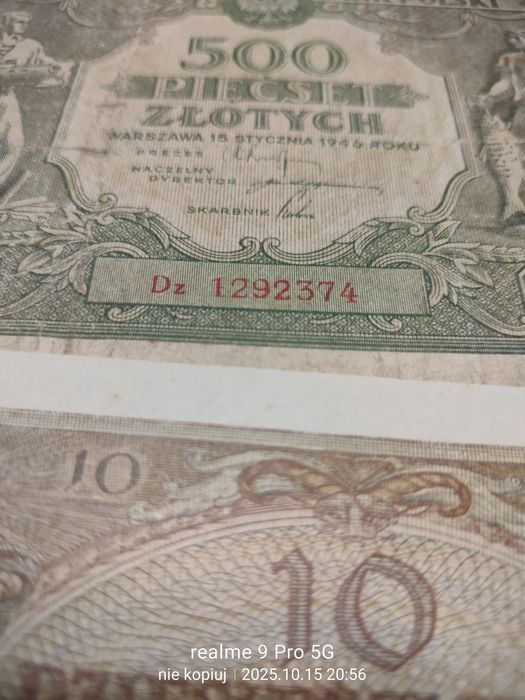 500
PIĘĆSET
ZŁOTYCH
WARSZAWA 15 STYCZNIA 1946 ROKU
PREZES
NACZELNY
DYREKTOR
SKARBNIK
Dz 1292374
10
10
realme 9 Pro 5G
nie kopiuj | 2025.10.15 20:56